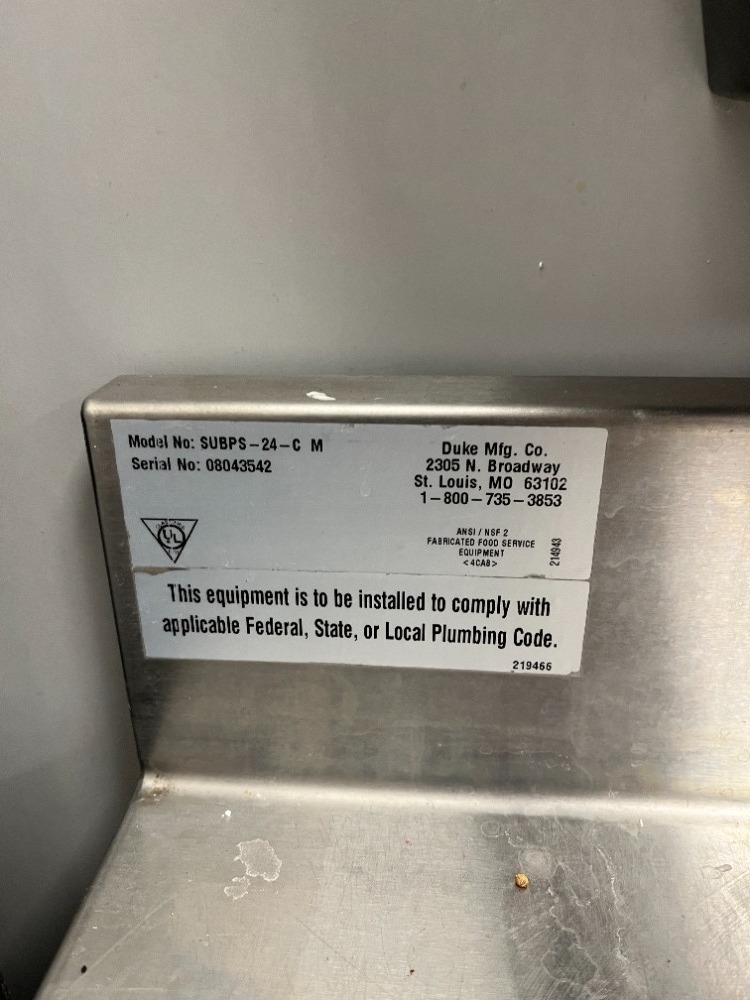 Model No: SUBPS-24-C M
Serial No: 08043542
Duke Mfg. Co.
2305 N. Broadway
St. Louis, MO 63102
1-800-735-3853
UL
ANSI / NSF 2
FABRICATED FOOD SERVICE
EQUIPMENT
<4CA8>
214943
This equipment is to be installed to comply with
applicable Federal, State, or Local Plumbing Code.
219466